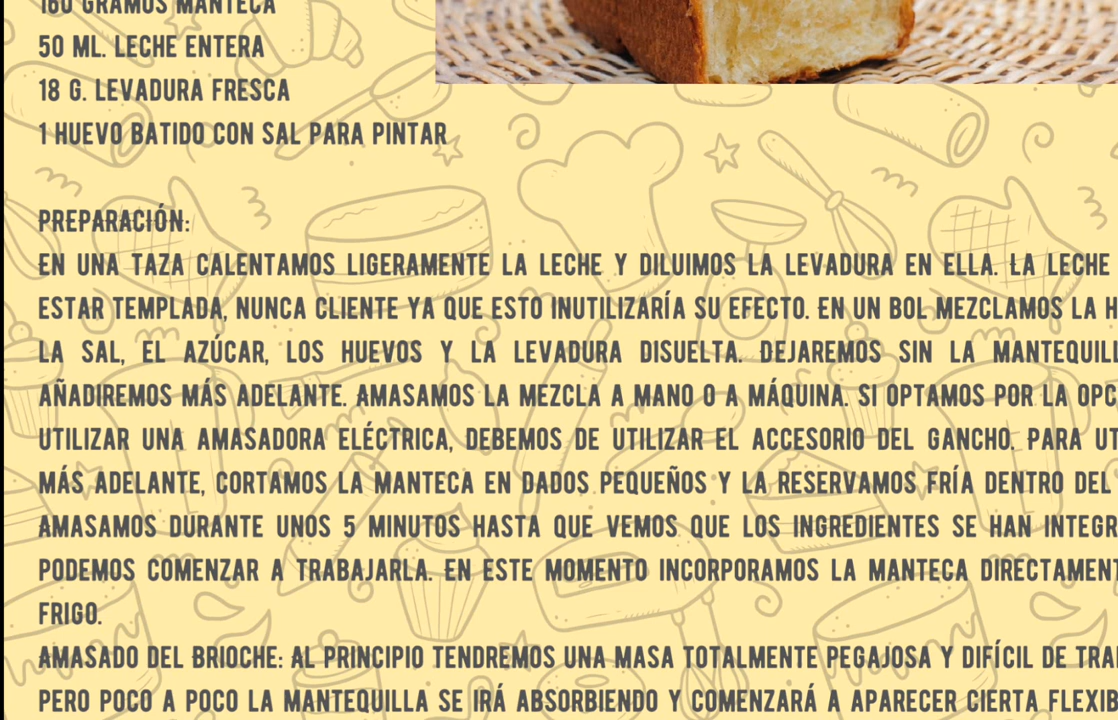 160 GRAMOS MANTECA
50 ML. LECHE ENTERA
18 G. LEVADURA FRESCA
1 HUEVO BATIDO CON SAL PARA PINTAR
PREPARACIÓN:
EN UNA TAZA CALENTAMOS LIGERAMENTE LA LECHE Y DILUIMOS LA LEVADURA EN ELLA. LA LECHE
ESTAR TEMPLADA, NUNCA CLIENTE YA QUE ESTO INUTILIZARÍA SU EFECTO. EN UN BOL MEZCLAMOS LA H
LA SAL, EL AZÚCAR, LOS HUEVOS Y LA LEVADURA DISUELTA. DEJAREMOS SIN LA MANTEQUILL
AÑADIREMOS MÁS ADELANTE. AMASAMOS LA MEZCLA A MANO O A MÁQUINA. SI OPTAMOS POR LA OPC
UTILIZAR UNA AMASADORA ELÉCTRICA, DEBEMOS DE UTILIZAR EL ACCESORIO DEL GANCHO. PARA UT
MÁS ADELANTE, CORTAMOS LA MANTECA EN DADOS PEQUEÑOS Y LA RESERVAMOS FRÍA DENTRO DEL
AMASAMOS DURANTE UNOS 5 MINUTOS HASTA QUE VEMOS QUE LOS INGREDIENTES SE HAN INTEGR
PODEMOS COMENZAR A TRABAJARLA. EN ESTE MOMENTO INCORPORAMOS LA MANTECA DIRECTAMENT
FRIGO.
AMASADO DEL BRIOCHE: AL PRINCIPIO TENDREMOS UNA MASA TOTALMENTE PEGAJOSA Y DIFÍCIL DE TRA
PERO POCO A POCO LA MANTEQUILLA SE IRÁ ABSORBIENDO Y COMENZARÁ A APARECER CIERTA FLEXIB